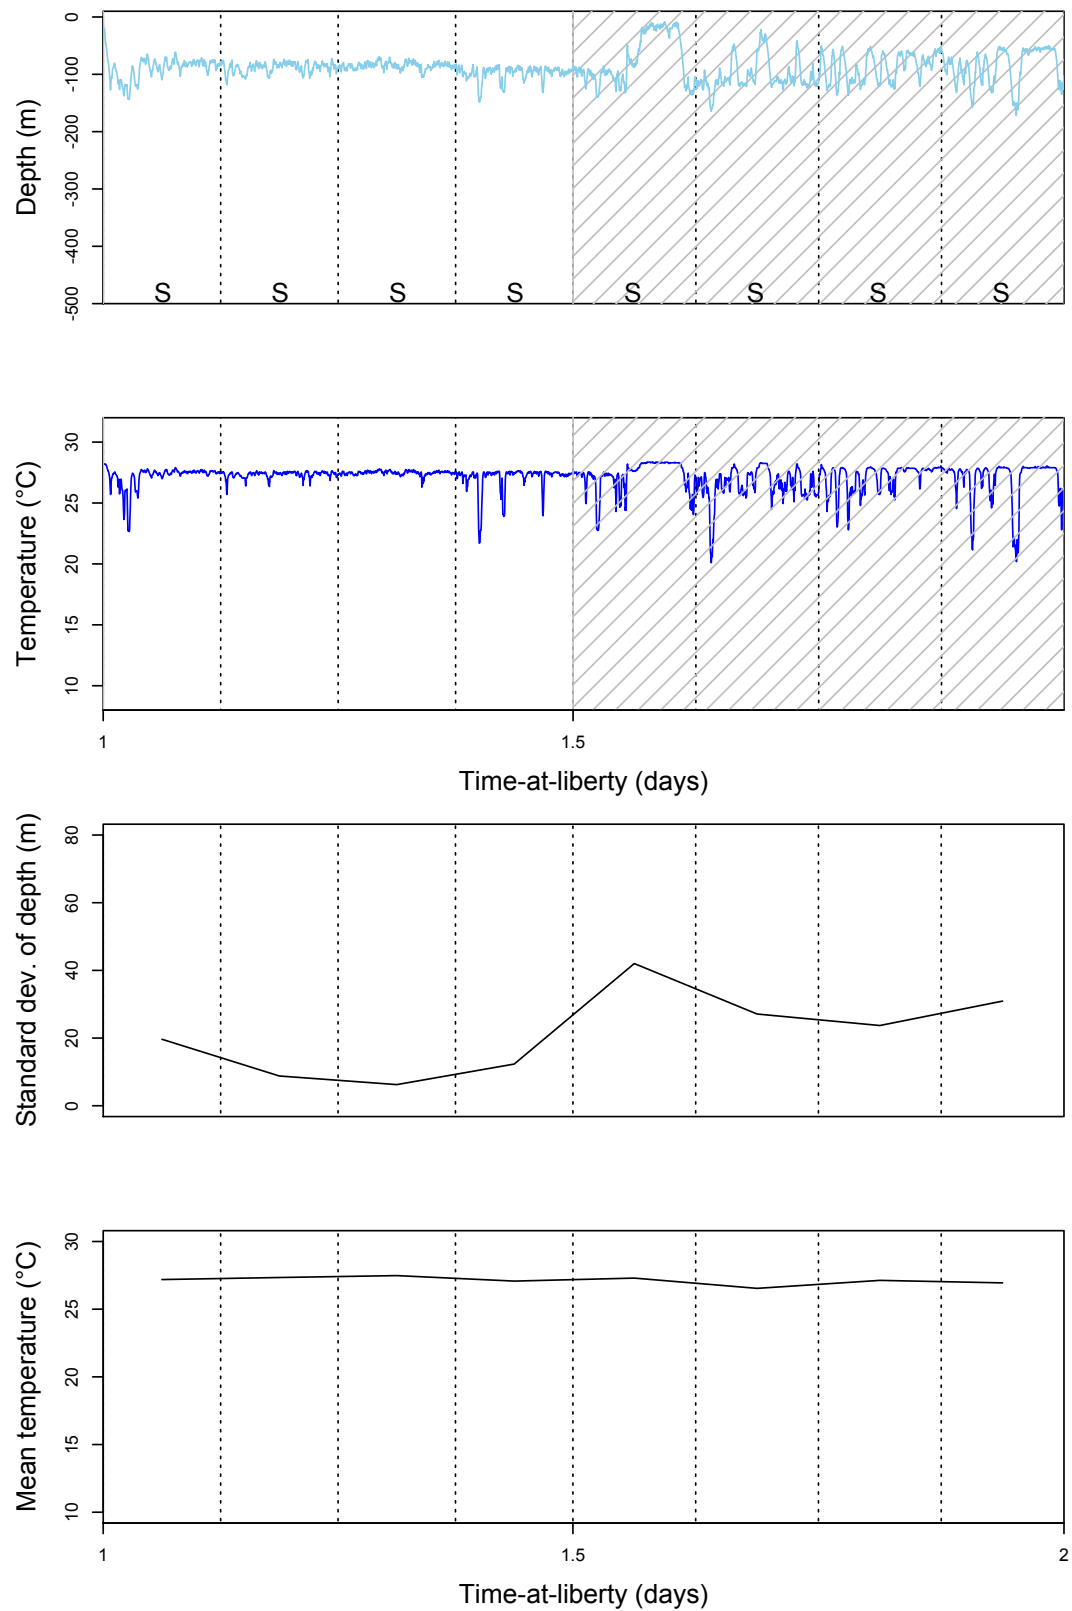 Depth (m)
0
-100
-200
-300
-400
-500
S S S S S S S S
Temperature (°C)
30
25
20
15
10
1 1.5
Time-at-liberty (days)
Standard dev. of depth (m)
80
60
40
20
0
Mean temperature (°C)
30
25
20
15
10
1 1.5 2
Time-at-liberty (days)